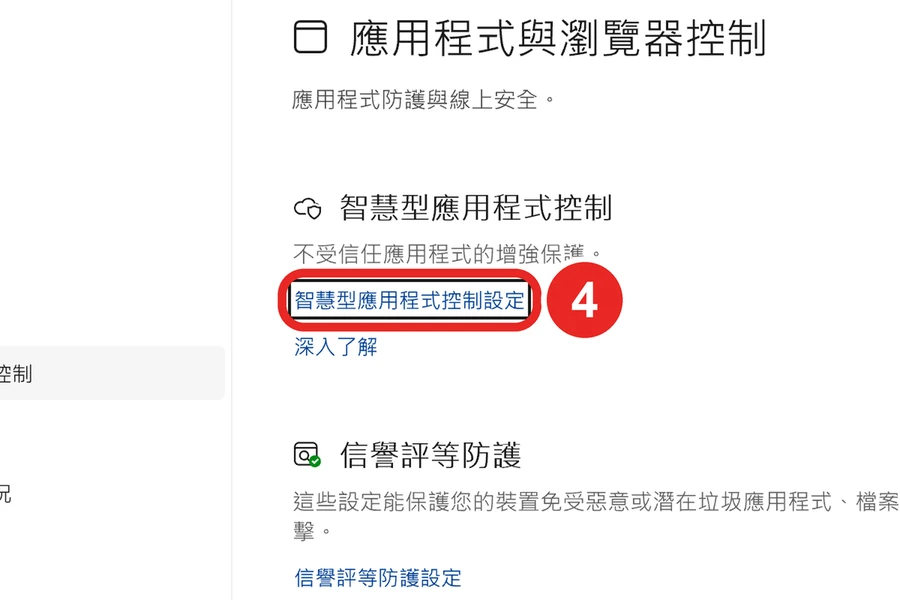 應用程式與瀏覽器控制
應用程式防護與線上安全。
智慧型應用程式控制
不受信任應用程式的增強保護。
智慧型應用程式控制設定
4
深入了解
控制
信譽評等防護
況
這些設定能保護您的裝置免受惡意或潛在垃圾應用程式、檔案
擊。
信譽評等防護設定